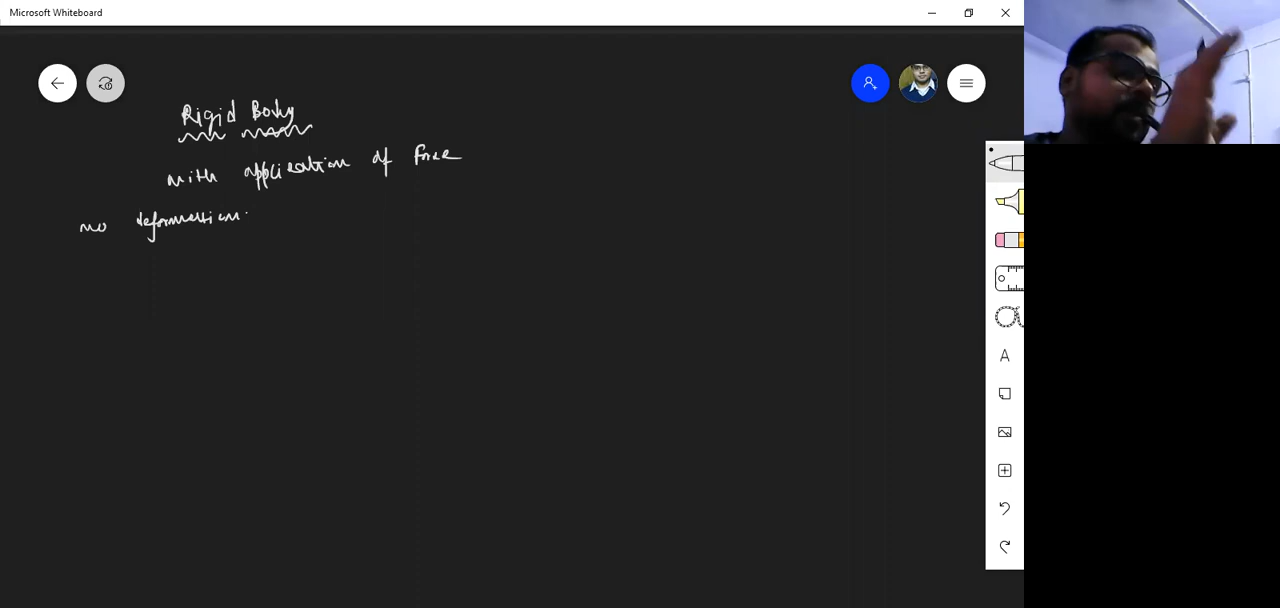 Microsoft Whiteboard
Rigid Body
with application of force
no deformation.
A